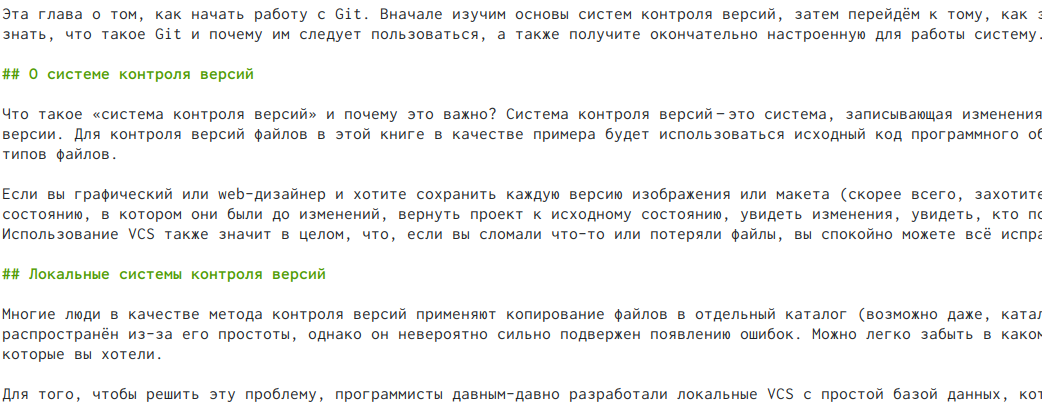 Эта глава о том, как начать работу с Git. Вначале изучим основы систем контроля версий, затем перейдём к тому, как
знать, что такое Git и почему им следует пользоваться, а также получите окончательно настроенную для работы систему.
## О системе контроля версий
Что такое «система контроля версий» и почему это важно? Система контроля версий — это система, записывающая изменения
версии. Для контроля версий файлов в этой книге в качестве примера будет использоваться исходный код программного об
типов файлов.
Если вы графический или web-дизайнер и хотите сохранить каждую версию изображения или макета (скорее всего, захотите
состоянию, в котором они были до изменений, вернуть проект к исходному состоянию, увидеть изменения, увидеть, кто по
Использование VCS также значит в целом, что, если вы сломали что-то или потеряли файлы, вы спокойно можете всё испра
## Локальные системы контроля версий
Многие люди в качестве метода контроля версий применяют копирование файлов в отдельный каталог (возможно даже, катал
распространён из-за его простоты, однако он невероятно сильно подвержен появлению ошибок. Можно легко забыть в каком
которые вы хотели.
Для того, чтобы решить эту проблему, программисты давным-давно разработали локальные VCS с простой базой данных, кот